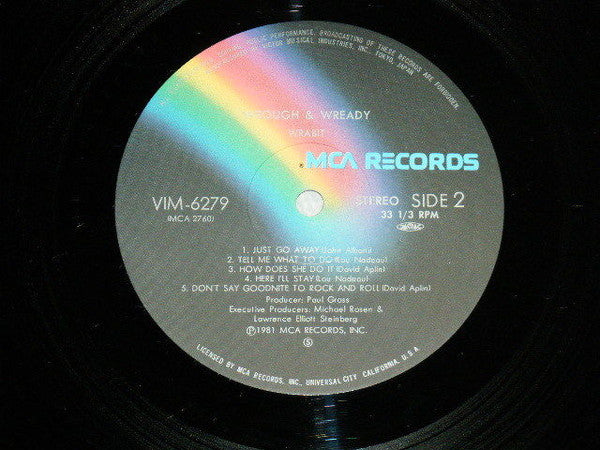 PERFORMANCE, BROADCASTING OF THESE RECORDS ARE FORBIDDEN.
VICTOR MUSICAL INDUSTRIES, INC. TOKYO, JAPAN
ROUGH & WREADY
WRABIT
MCA RECORDS
VIM-6279
(MCA 2760)
STEREO SIDE 2
33 1/3 RPM
1. JUST GO AWAY (John Albani)
2. TELL ME WHAT TO DO (Lou Nadeau)
3. HOW DOES SHE DO IT (David Aplin)
4. HERE I'LL STAY (Lou Nadeau)
5. DON'T SAY GOODNITE TO ROCK AND ROLL (David Aplin)
Producer: Paul Gross
Executive Producers: Michael Rosen &
Lawrence Elliott Steinberg
Ⓟ1981 MCA RECORDS, INC.
Ⓢ
LICENSED BY MCA RECORDS, INC., UNIVERSAL CITY, CALIFORNIA, U.S.A.